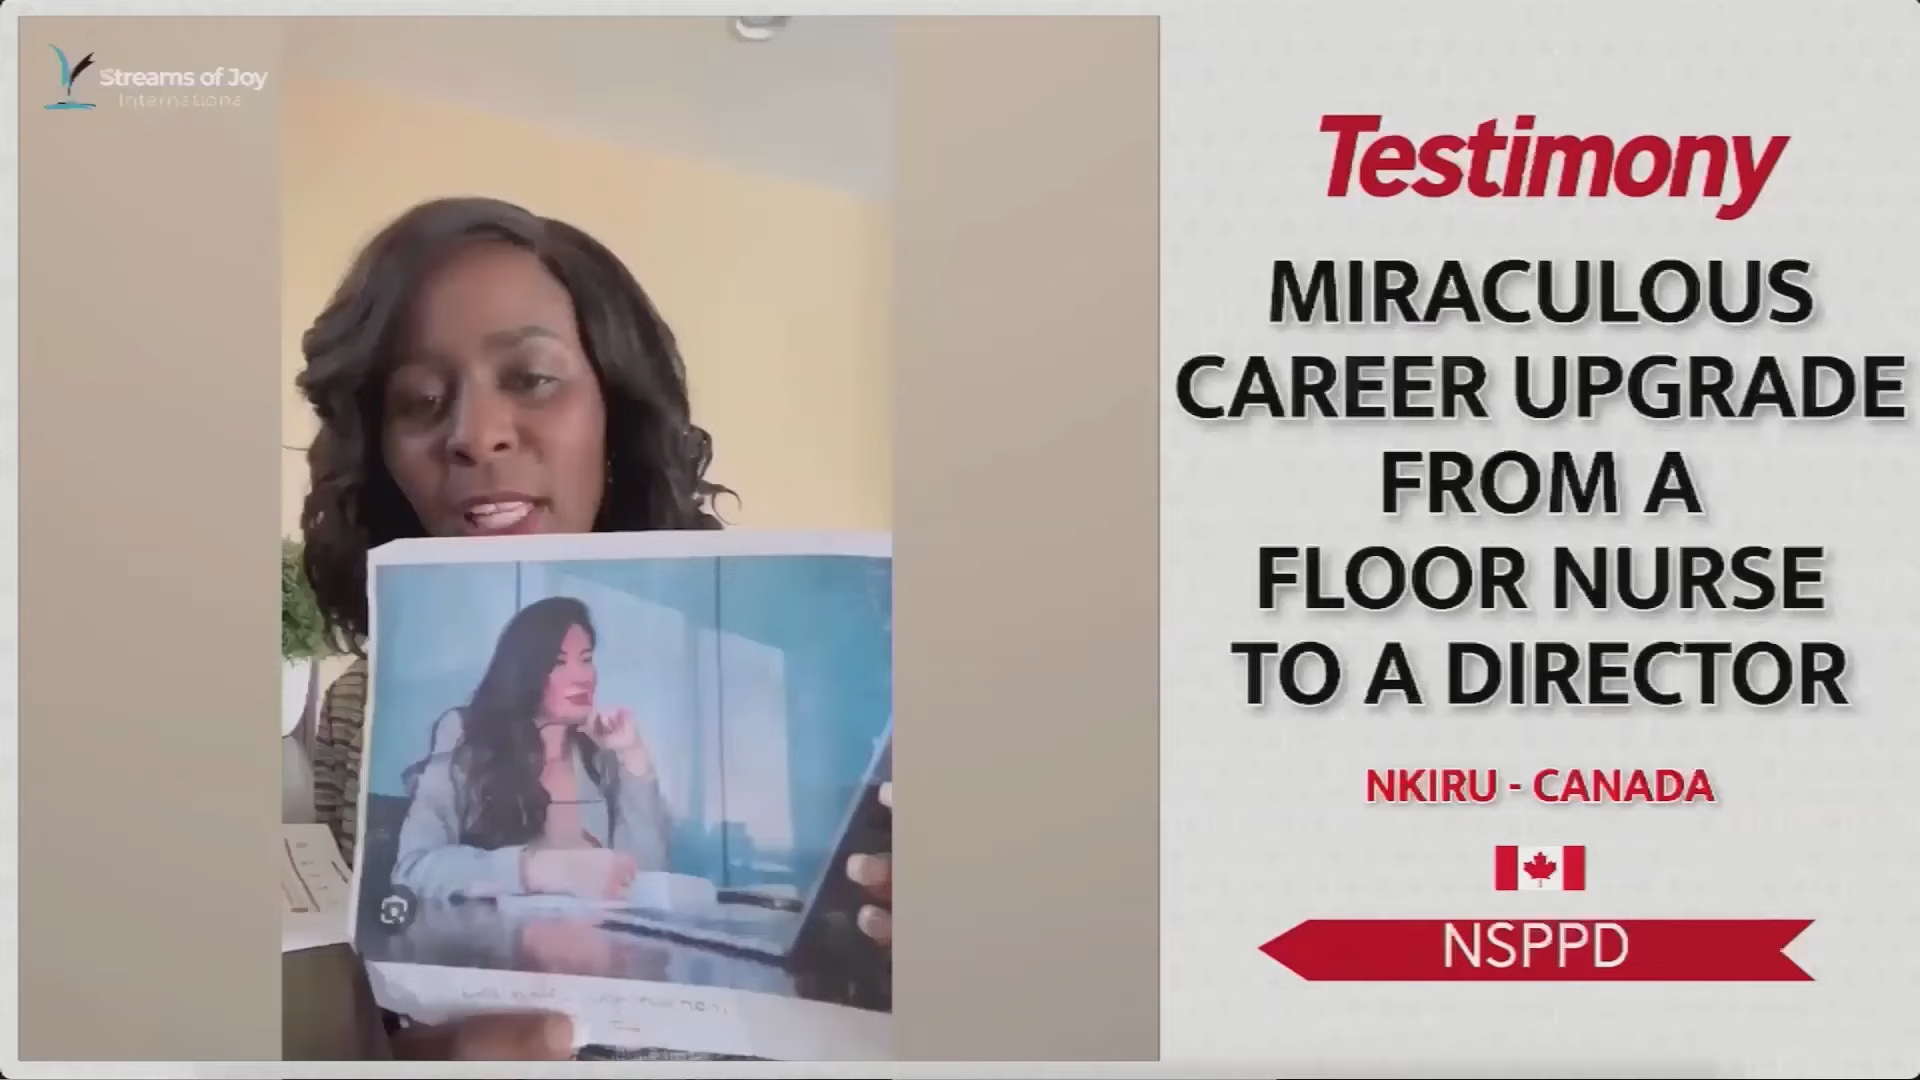 Streams of Joy
International
Testimony
MIRACULOUS
CAREER UPGRADE
FROM A
FLOOR NURSE
TO A DIRECTOR
NKIRU - CANADA
NSPPD